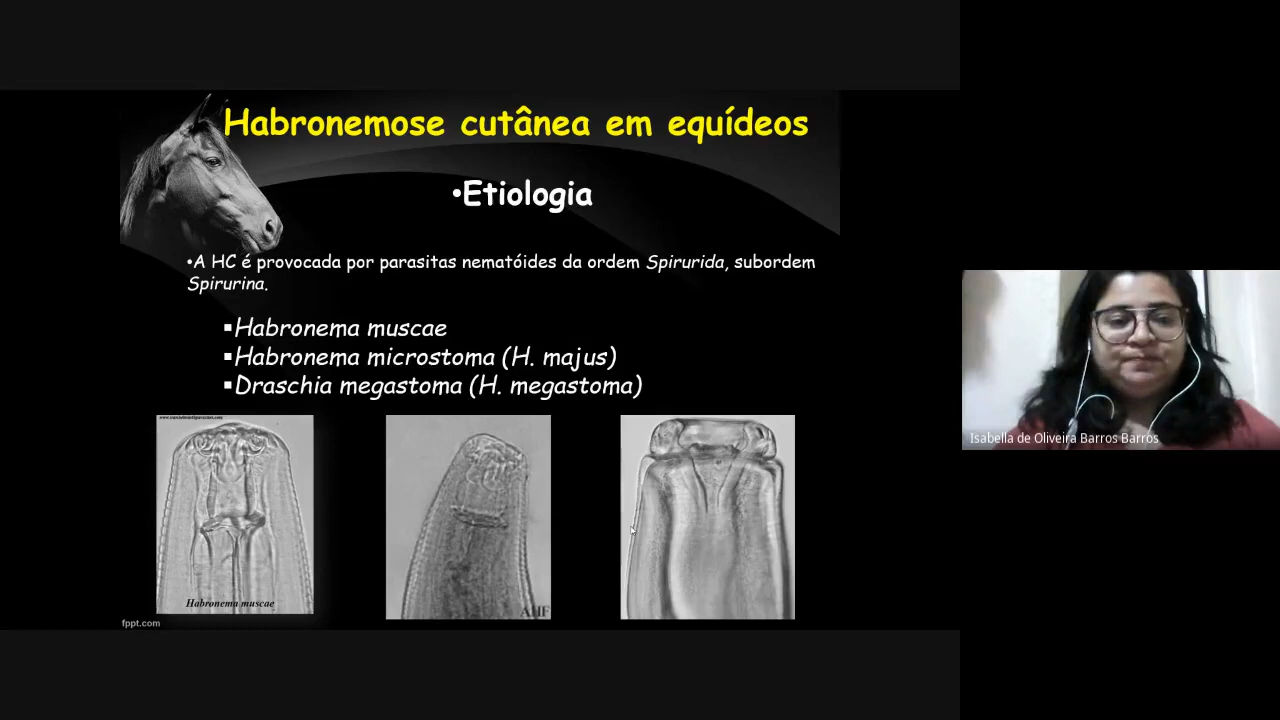 Habronemose cutânea em equídeos
•Etiologia
•A HC é provocada por parasitas nematóides da ordem Spirurida, subordem
Spirurina.
▪Habronema muscae
▪Habronema microstoma (H. majus)
▪Draschia megastoma (H. megastoma)
Habronema muscae
AHF
fppt.com
Isabella de Oliveira Barros Barros